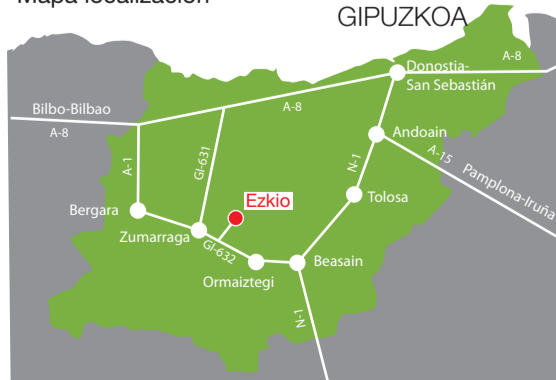 Mapa localización
GIPUZKOA
A-8
Donostia-
San Sebastián
Bilbo-Bilbao
A-8
A-8
Andoain
A-1
GI-631
N-1
A-15
Pamplona-Iruña
Tolosa
Ezkio
Bergara
Zumarraga
GI-632
Beasain
Ormaiztegi
N-1